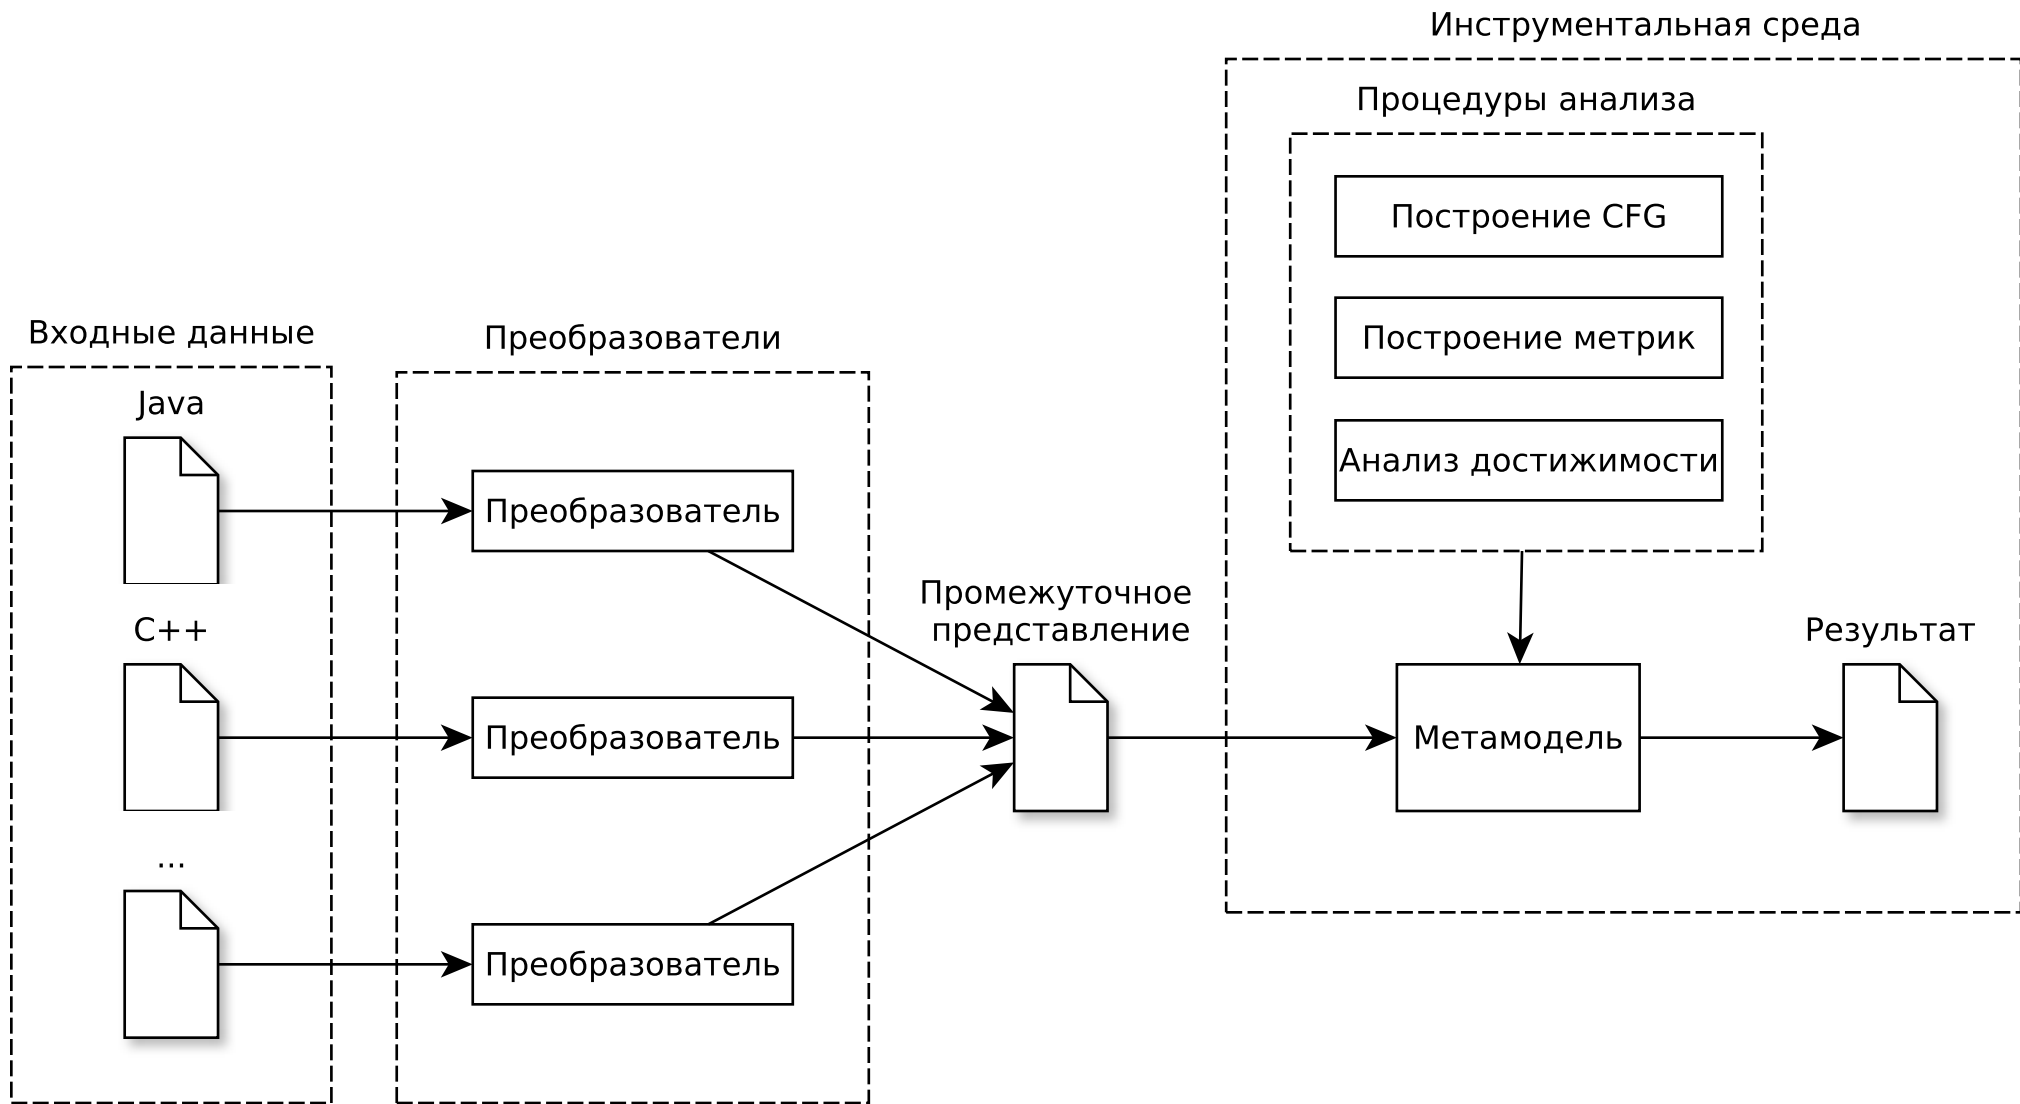 Инструментальная среда
Процедуры анализа
Построение CFG
Построение метрик
Анализ достижимости
Входные данные
Java
C++
...
Преобразователи
Преобразователь
Преобразователь
Преобразователь
Промежуточное
представление
Метамодель
Результат